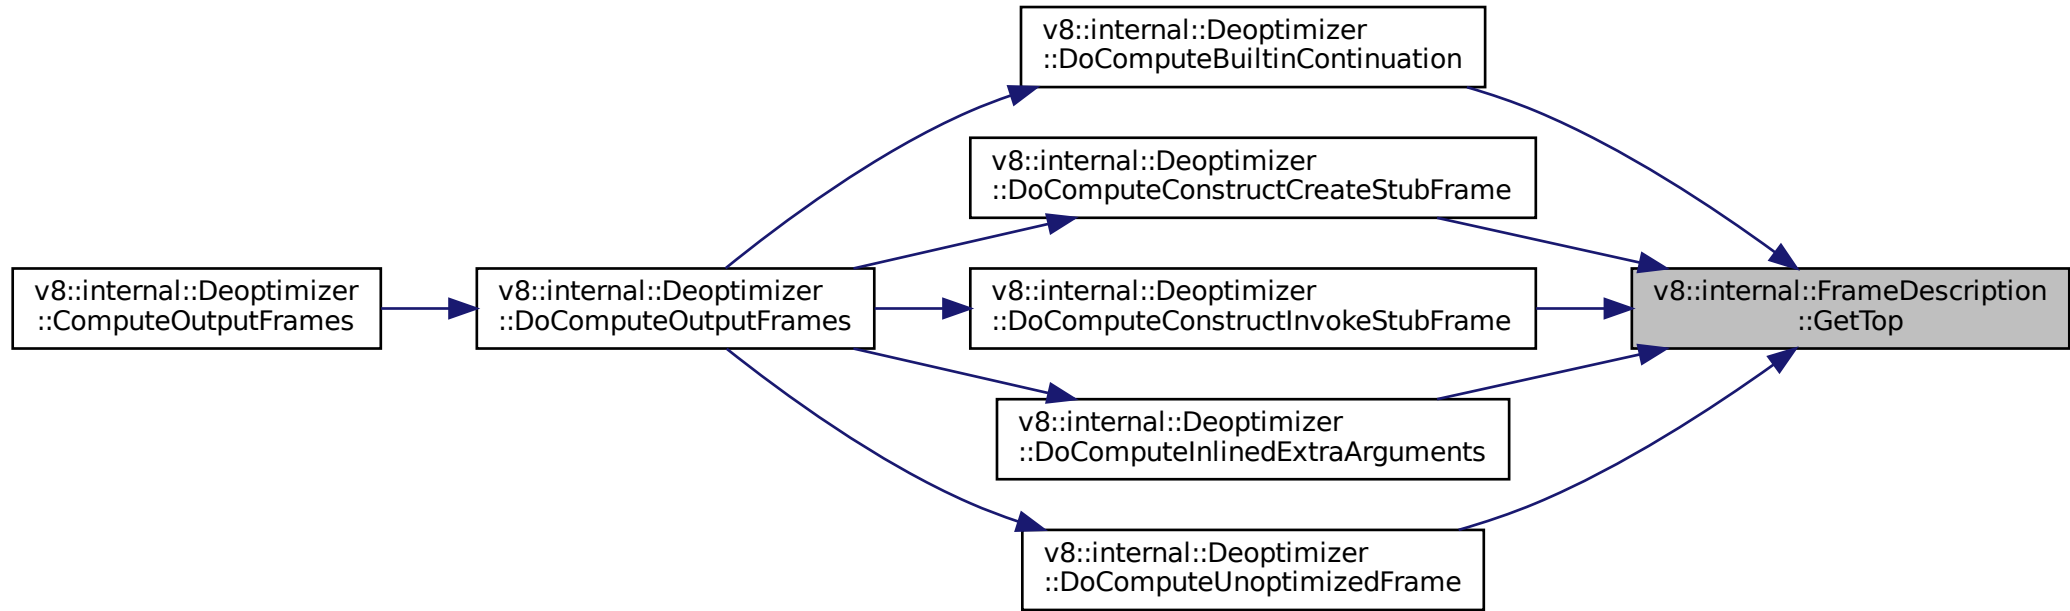 v8::internal::Deoptimizer
::DoComputeBuiltinContinuation
v8::internal::Deoptimizer
::DoComputeConstructCreateStubFrame
v8::internal::Deoptimizer
::ComputeOutputFrames
v8::internal::Deoptimizer
::DoComputeOutputFrames
v8::internal::Deoptimizer
::DoComputeConstructInvokeStubFrame
v8::internal::FrameDescription
::GetTop
v8::internal::Deoptimizer
::DoComputeInlinedExtraArguments
v8::internal::Deoptimizer
::DoComputeUnoptimizedFrame